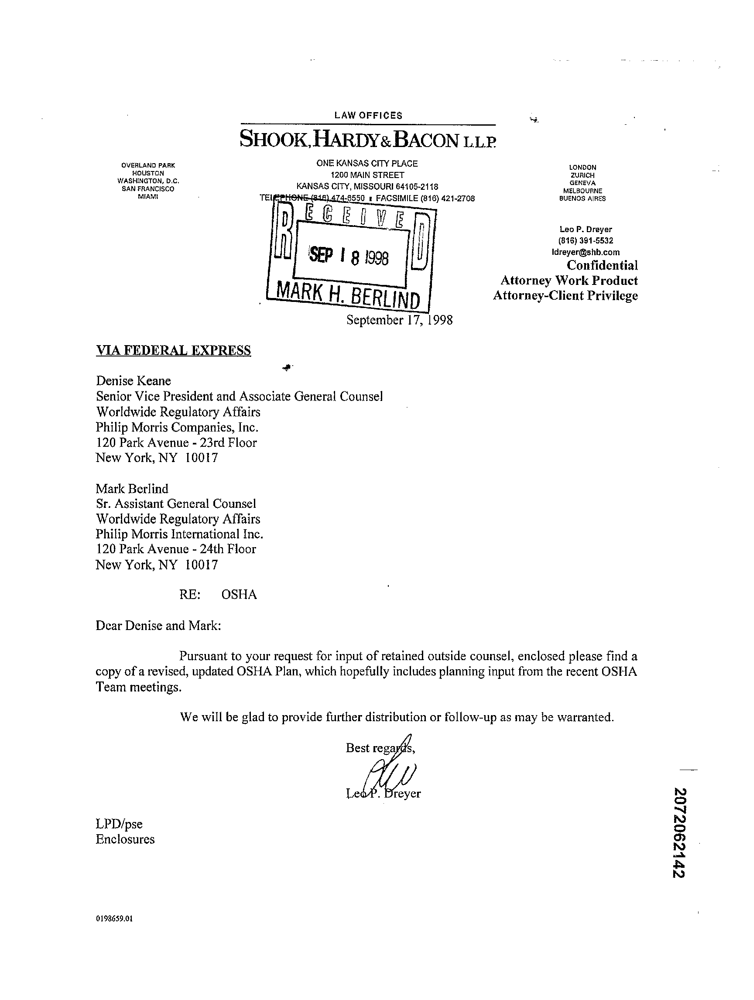 LAW OFFICES
SHOOK, HARDY & BACON L.L.P.
OVERLAND PARK
HOUSTON
WASHINGTON, D.C.
SAN FRANCISCO
MIAMI
ONE KANSAS CITY PLACE
1200 MAIN STREET
KANSAS CITY, MISSOURI 64105-2118
TELEPHONE (816) 474-6550 ■ FACSIMILE (816) 421-2708
LONDON
ZURICH
GENEVA
MELBOURNE
BUENOS AIRES
RECEIVED
SEP 18 1998
MARK H. BERLIND
Leo P. Dreyer
(816) 391-5532
ldreyer@shb.com
Confidential
Attorney Work Product
Attorney-Client Privilege
September 17, 1998
VIA FEDERAL EXPRESS
Denise Keane
Senior Vice President and Associate General Counsel
Worldwide Regulatory Affairs
Philip Morris Companies, Inc.
120 Park Avenue - 23rd Floor
New York, NY 10017
Mark Berlind
Sr. Assistant General Counsel
Worldwide Regulatory Affairs
Philip Morris International Inc.
120 Park Avenue - 24th Floor
New York, NY 10017
RE: OSHA
Dear Denise and Mark:
Pursuant to your request for input of retained outside counsel, enclosed please find a
copy of a revised, updated OSHA Plan, which hopefully includes planning input from the recent OSHA
Team meetings.
We will be glad to provide further distribution or follow-up as may be warranted.
Best regards,
Leo P. Dreyer
LPD/pse
Enclosures
2072062142
0198659.01